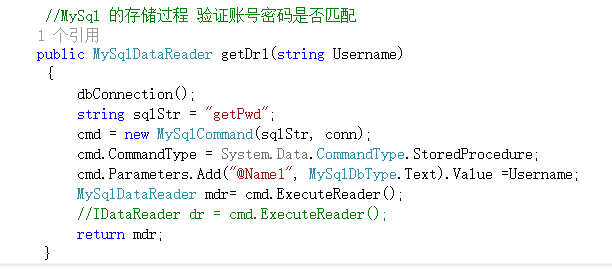 //MySql 的存储过程 验证账号密码是否匹配
1 个引用
public MySqlDataReader getDr1(string Username)
{
dbConnection();
string sqlStr = "getPwd";
cmd = new MySqlCommand(sqlStr, conn);
cmd.CommandType = System.Data.CommandType.StoredProcedure;
cmd.Parameters.Add("@Name1", MySqlDbType.Text).Value =Username;
MySqlDataReader mdr= cmd.ExecuteReader();
//IDataReader dr = cmd.ExecuteReader();
return mdr;
}